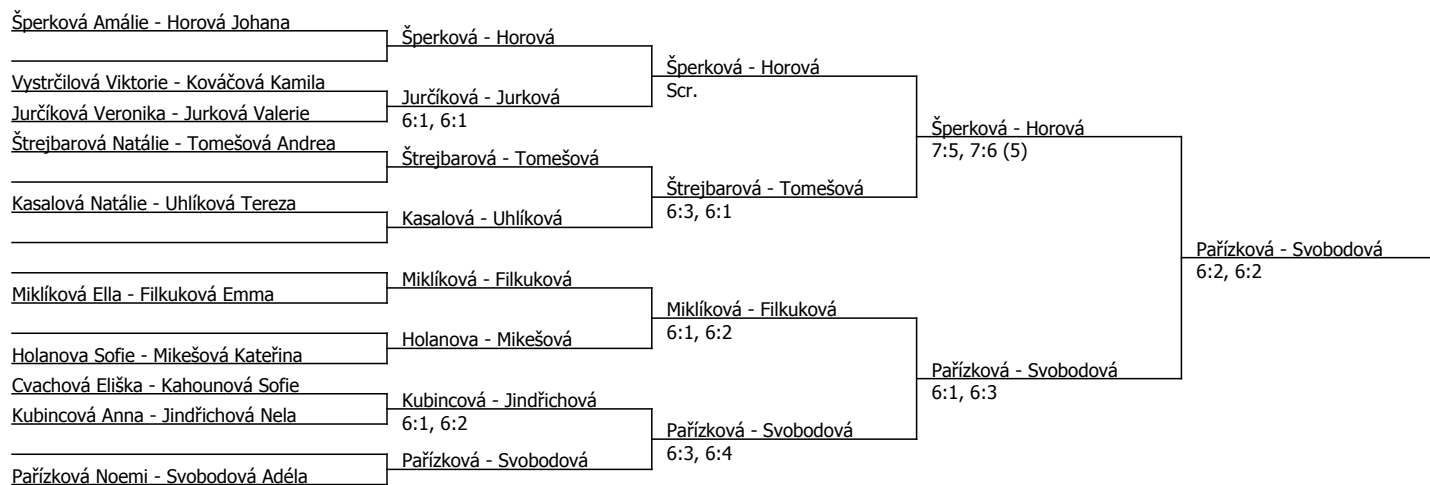 Šperková Amálie - Horová Johana
Vystrčilová Viktorie - Kováčová Kamila
Jurčíková Veronika - Jurková Valerie
Štrejbarová Natálie - Tomešová Andrea
Kasalová Natálie - Uhlíková Tereza
Miklíková Ella - Filkuková Emma
Holanova Sofie - Mikešová Kateřina
Cvachová Eliška - Kahounová Sofie
Kubincová Anna - Jindřichová Nela
Pařízková Noemi - Svobodová Adéla
Šperková - Horová
Jurčíková - Jurková
6:1, 6:1
Štrejbarová - Tomešová
Kasalová - Uhlíková
Miklíková - Filkuková
Holanova - Mikešová
Kubincová - Jindřichová
6:1, 6:2
Pařízková - Svobodová
Šperková - Horová
Scr.
Štrejbarová - Tomešová
6:3, 6:1
Miklíková - Filkuková
6:1, 6:2
Pařízková - Svobodová
6:3, 6:4
Šperková - Horová
7:5, 7:6 (5)
Pařízková - Svobodová
6:1, 6:3
Pařízková - Svobodová
6:2, 6:2